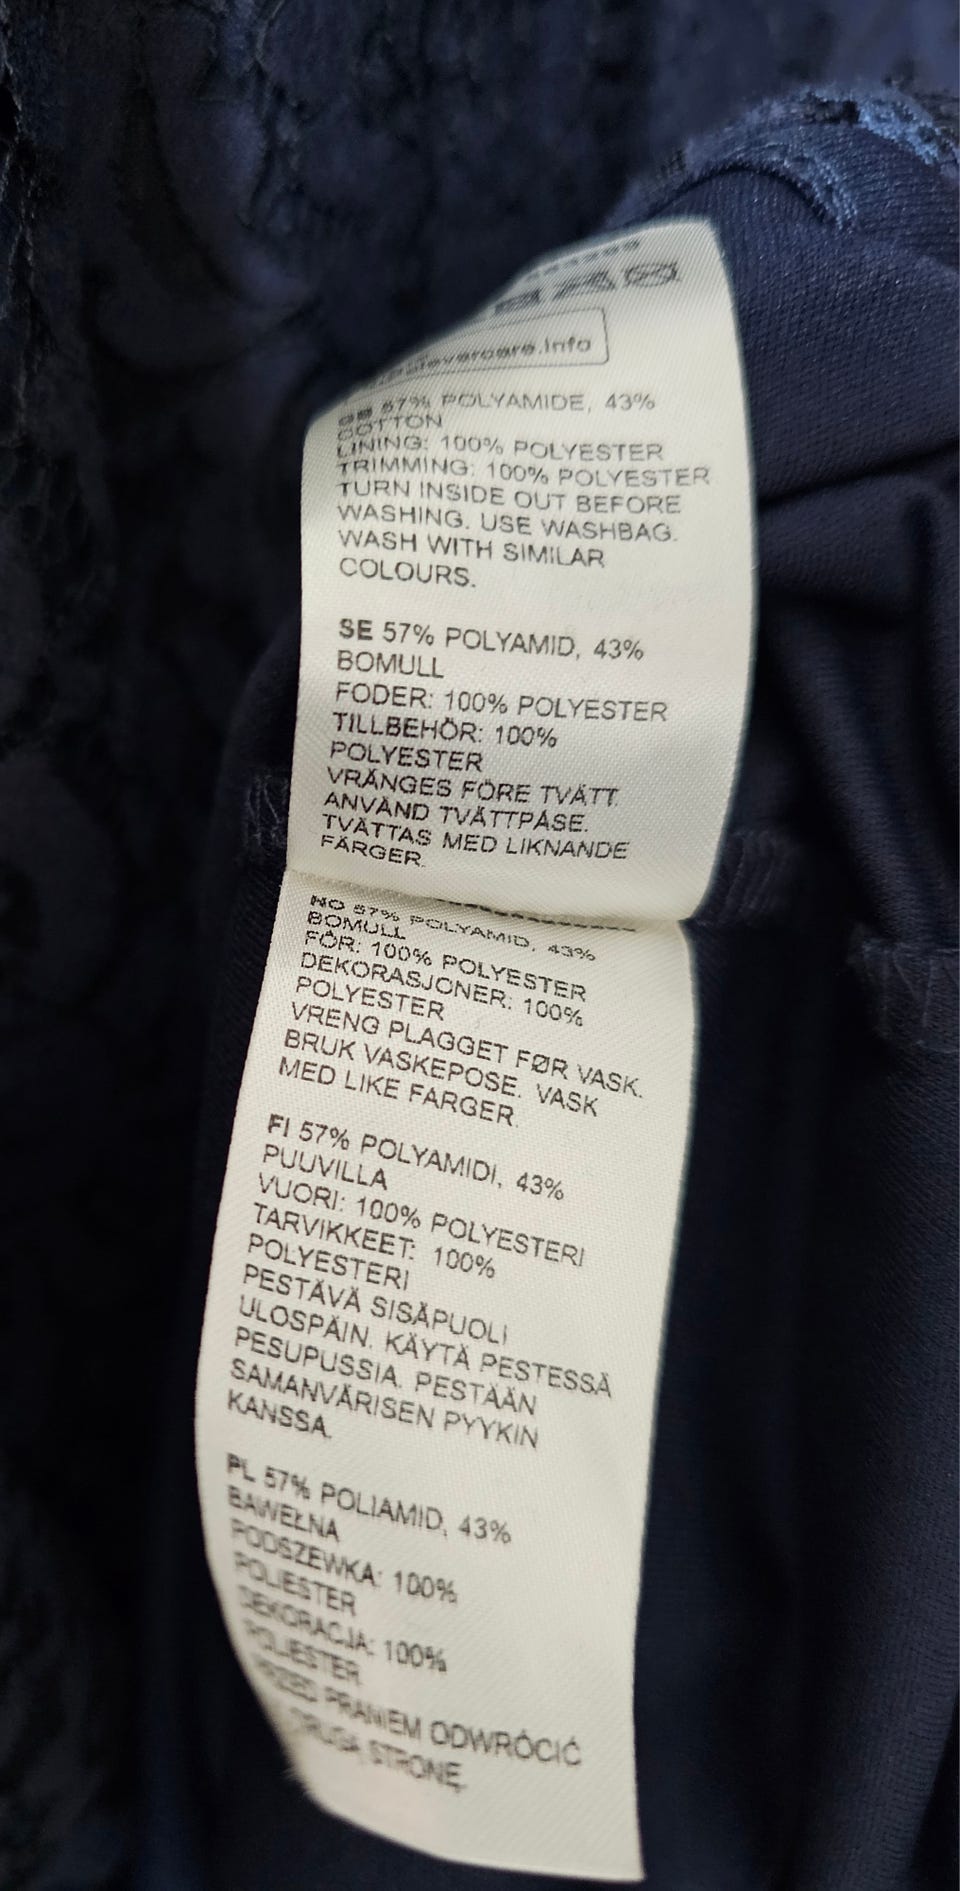 57% POLYAMIDE, 43%
COTTON
LINING: 100% POLYESTER
TRIMMING: 100% POLYESTER
TURN INSIDE OUT BEFORE
WASHING. USE WASHBAG.
WASH WITH SIMILAR
COLOURS.
SE 57% POLYAMID, 43%
BOMULL
FODER: 100% POLYESTER
TILLBEHÖR: 100%
POLYESTER
VRÄNGES FÖRE TVÄTT.
ANVÄND TVÄTTPÅSE.
TVÄTTAS MED LIKNANDE
FÄRGER.
NO 57% POLYAMID, 43%
BOMULL
FÔR: 100% POLYESTER
DEKORASJONER: 100%
POLYESTER
VRENG PLAGGET FØR VASK.
BRUK VASKEPOSE. VASK
MED LIKE FARGER.
FI 57% POLYAMIDI, 43%
PUUVILLA
VUORI: 100% POLYESTERI
TARVIKKEET: 100%
POLYESTERI
PESTÄVÄ SISÄPUOLI
ULOSPÄIN. KÄYTÄ PESTESSÄ
PESUPUSSIA. PESTÄÄN
SAMANVÄRISEN PYYKIN
KANSSA.
PL 57% POLIAMID, 43%
BAWEŁNA
PODSZEWKA: 100%
POLIESTER
DEKORACJA: 100%
POLIESTER
PRZED PRANIEM ODWRÓCIĆ
DRUGĄ STRONĘ.